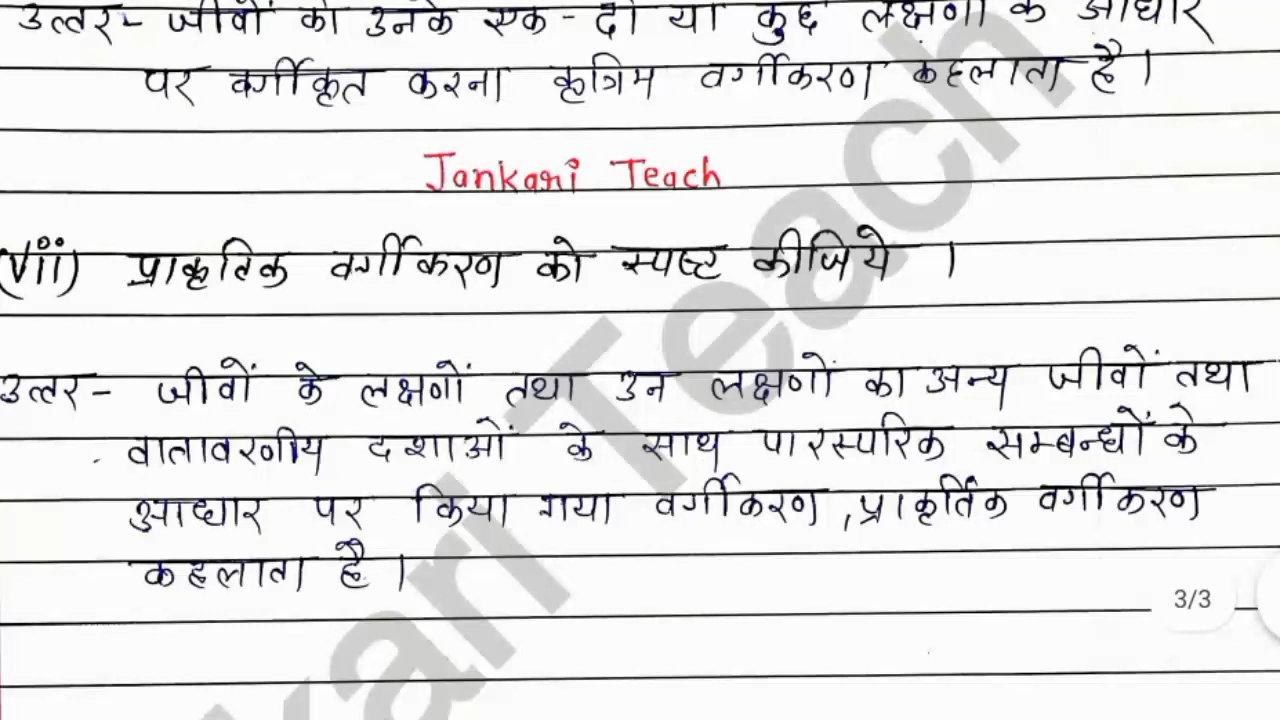 उत्तर- जीवों को उनके एक-दो या कुछ लक्षणों के आधार
पर वर्गीकृत करना कृत्रिम वर्गीकरण कहलाता है।
Jankari Teach
(Vii) प्राकृतिक वर्गीकरण को स्पष्ट कीजिये ।
उत्तर- जीवों के लक्षणों तथा उन लक्षणों का अन्य जीवों तथा
वातावरणीय दशाओं के साथ पारस्परिक सम्बन्धों के
आधार पर किया गया वर्गीकरण, प्राकृर्तिक वर्गीकरण
कहलाता है।
3/3
kari Teach